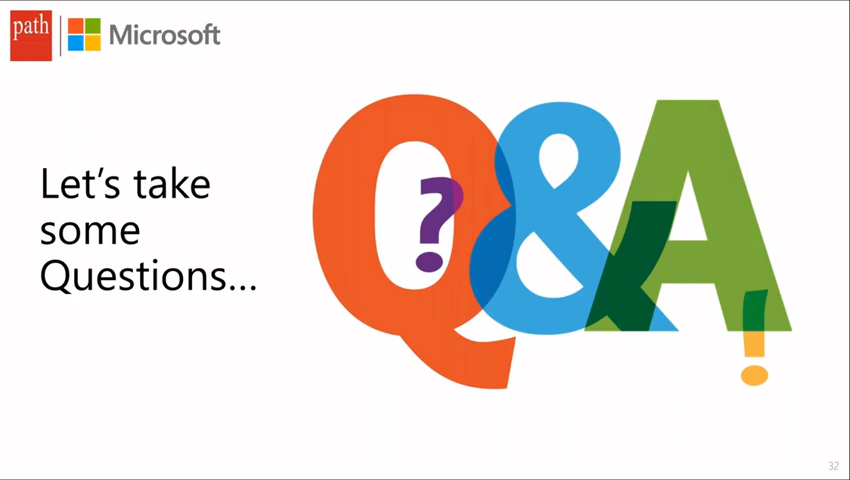 path
Microsoft
Let's take
some
Questions...
Q&A
?
!
32